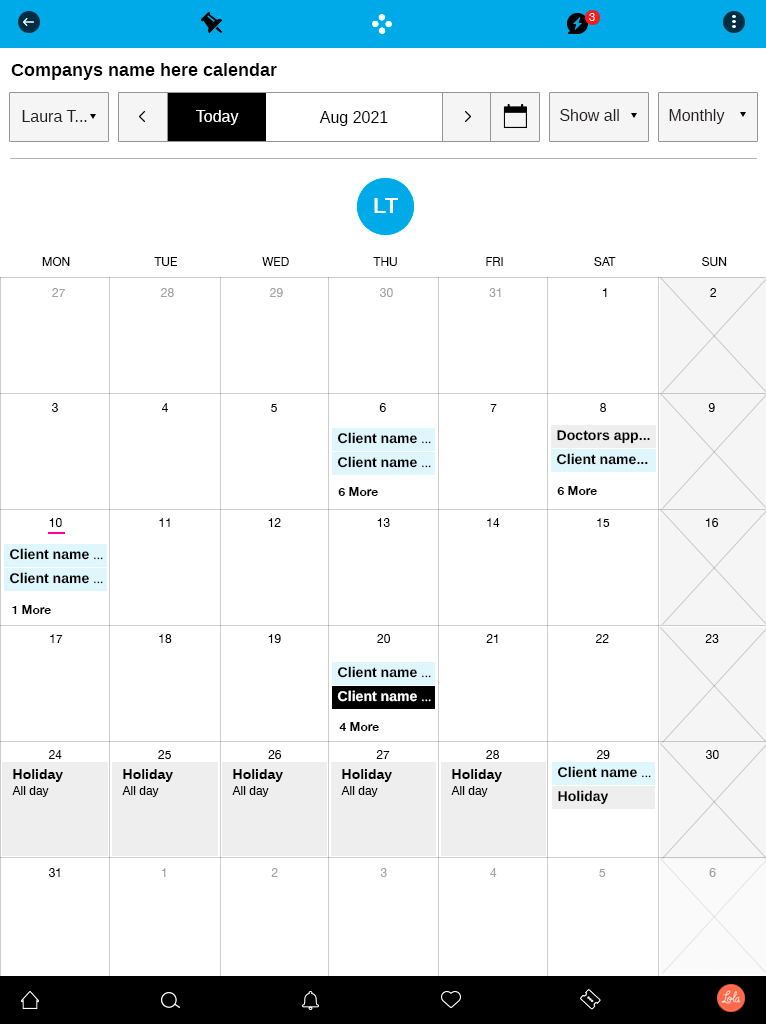 3
Companys name here calendar
Laura T...
Today
Aug 2021
Show all
Monthly
LT
MON TUE WED THU FRI SAT SUN
27 28 29 30 31 1 2
3 4 5 6 7 8 9
Client name ... Doctors app...
Client name ... Client name...
6 More 6 More
10 11 12 13 14 15 16
Client name ...
Client name ...
1 More
17 18 19 20 21 22 23
Client name ...
Client name ...
4 More
24 25 26 27 28 29 30
Holiday Holiday Holiday Holiday Holiday Client name ...
All day All day All day All day All day Holiday
31 1 2 3 4 5 6
Lola